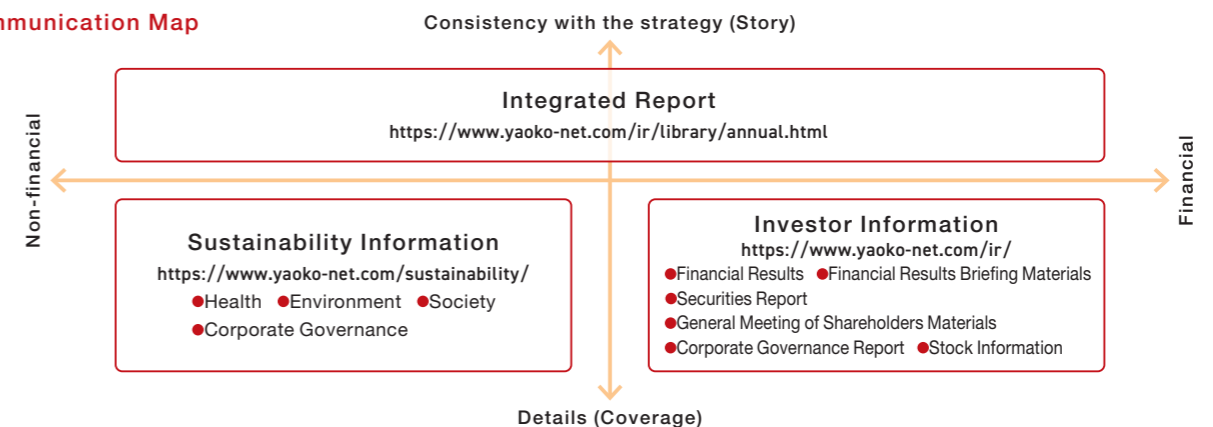 mmunication Map
Consistency with the strategy (Story)
Integrated Report
https://www.yaoko-net.com/ir/library/annual.html
Non-financial
Financial
Sustainability Information
https://www.yaoko-net.com/sustainability/
●Health ●Environment ●Society
●Corporate Governance
Investor Information
https://www.yaoko-net.com/ir/
●Financial Results ●Financial Results Briefing Materials
●Securities Report
●General Meeting of Shareholders Materials
●Corporate Governance Report ●Stock Information
Details (Coverage)